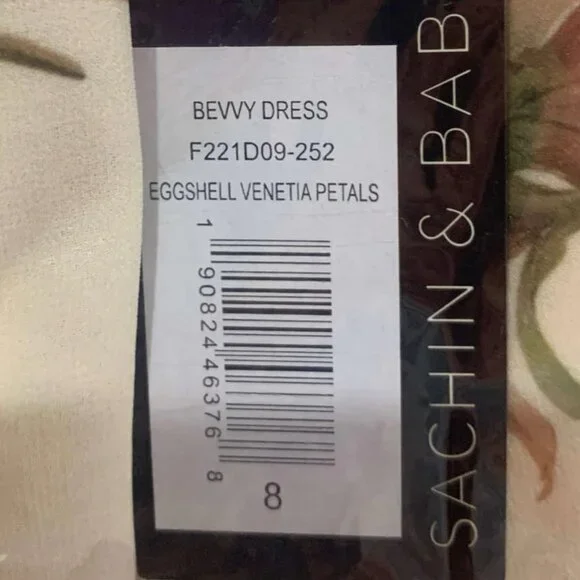 BEVVY DRESS
F221D09-252
EGGSHELL VENETIA PETALS
1 90824 46376 8
8
SACHIN & BAB